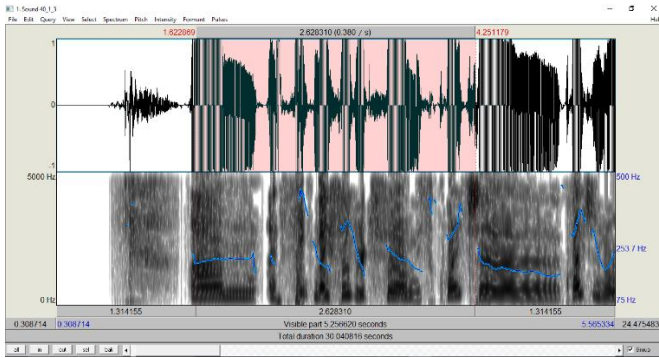 1. Sound 40_1_3
File Edit Query View Select Spectrum Pitch Intensity Formant Pulses
1.622869 2.628310 (0.380 / s) 4.251179
1
0
-1
5000 Hz 500 Hz
253.7 Hz
0 Hz 75 Hz
1.314155 2.628310 1.314155
0.308714 0.308714 Visible part 5.256620 seconds 5.565334 24.475483
Total duration 30.040816 seconds
all in out sel bak